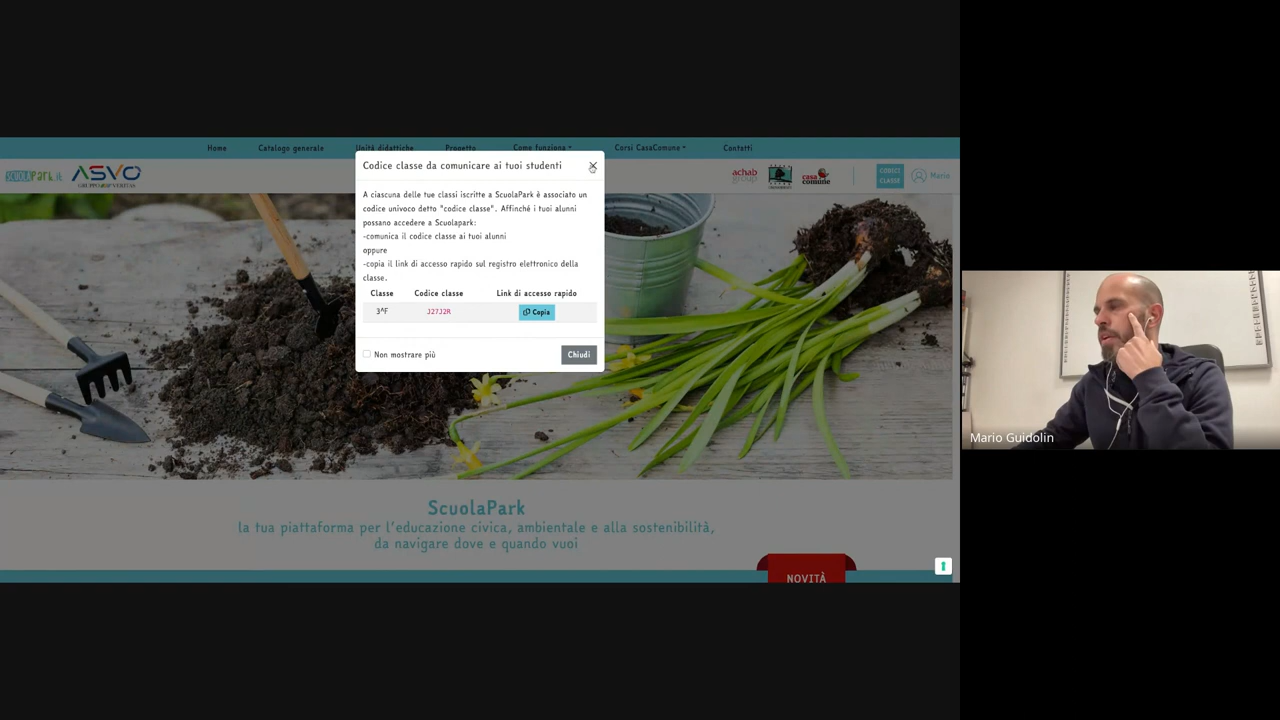 Home Catalogo generale Unità didattiche Progetto Come funziona Corsi CasaComune Contatti
SCUOLAPark.it ASVO achab group casa comune CODICI CLASSE Mario
GRUPPO VERITAS
Codice classe da comunicare ai tuoi studenti
A ciascuna delle tue classi iscritte a ScuolaPark è associato un
codice univoco detto "codice classe". Affinché i tuoi alunni
possano accedere a Scuolapark:
-comunica il codice classe ai tuoi alunni
oppure
-copia il link di accesso rapido sul registro elettronico della
classe.
Classe Codice classe Link di accesso rapido
3^F J27J2R Copia
Non mostrare più Chiudi
ScuolaPark
la tua piattaforma per l'educazione civica, ambientale e alla sostenibilità,
da navigare dove e quando vuoi
NOVITÀ
Mario Guidolin